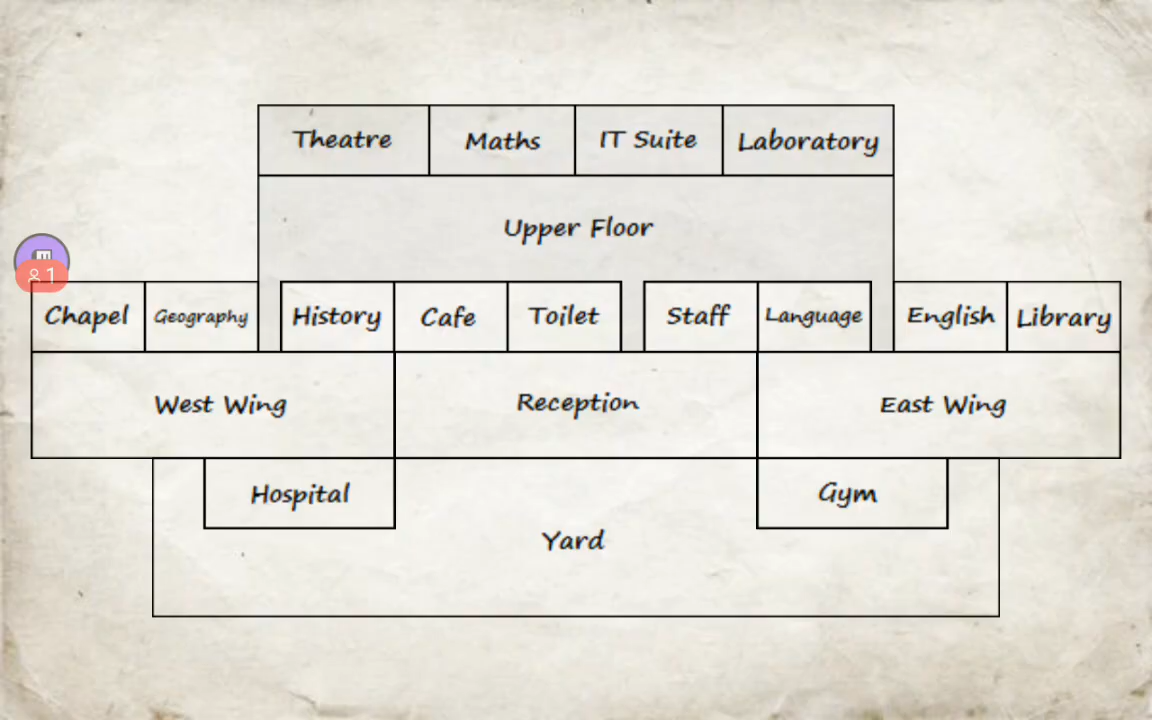 Theatre
Maths
IT Suite
Laboratory
Upper Floor
1
Chapel
Geography
History
Cafe
Toilet
Staff
Language
English
Library
West Wing
Reception
East Wing
Hospital
Gym
Yard